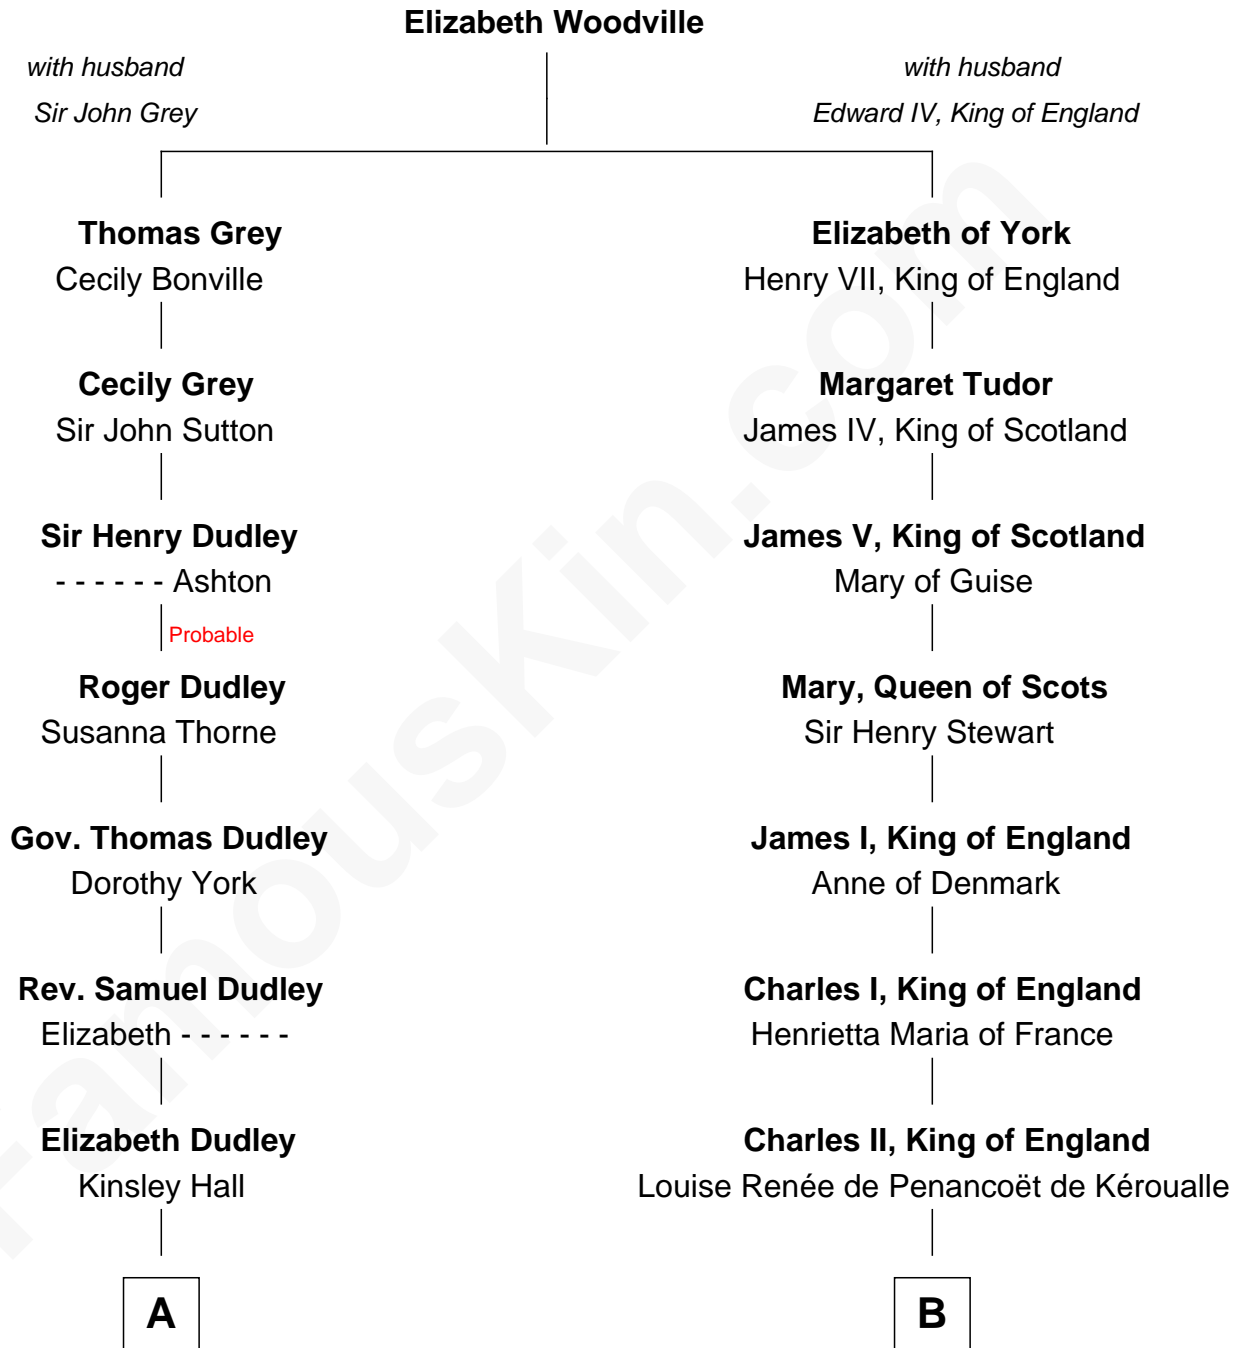 Elizabeth Woodville
with husband
Sir John Grey
with husband
Edward IV, King of England
Thomas Grey
Cecily Bonville
Elizabeth of York
Henry VII, King of England
Cecily Grey
Sir John Sutton
Margaret Tudor
James IV, King of Scotland
Sir Henry Dudley
- - - - - - Ashton
Probable
James V, King of Scotland
Mary of Guise
Roger Dudley
Susanna Thorne
Mary, Queen of Scots
Sir Henry Stewart
Gov. Thomas Dudley
Dorothy York
James I, King of England
Anne of Denmark
Rev. Samuel Dudley
Elizabeth - - - - - -
Charles I, King of England
Henrietta Maria of France
Elizabeth Dudley
Kinsley Hall
Charles II, King of England
Louise Renée de Penancoët de Kéroualle
A
B
FamousKin.com